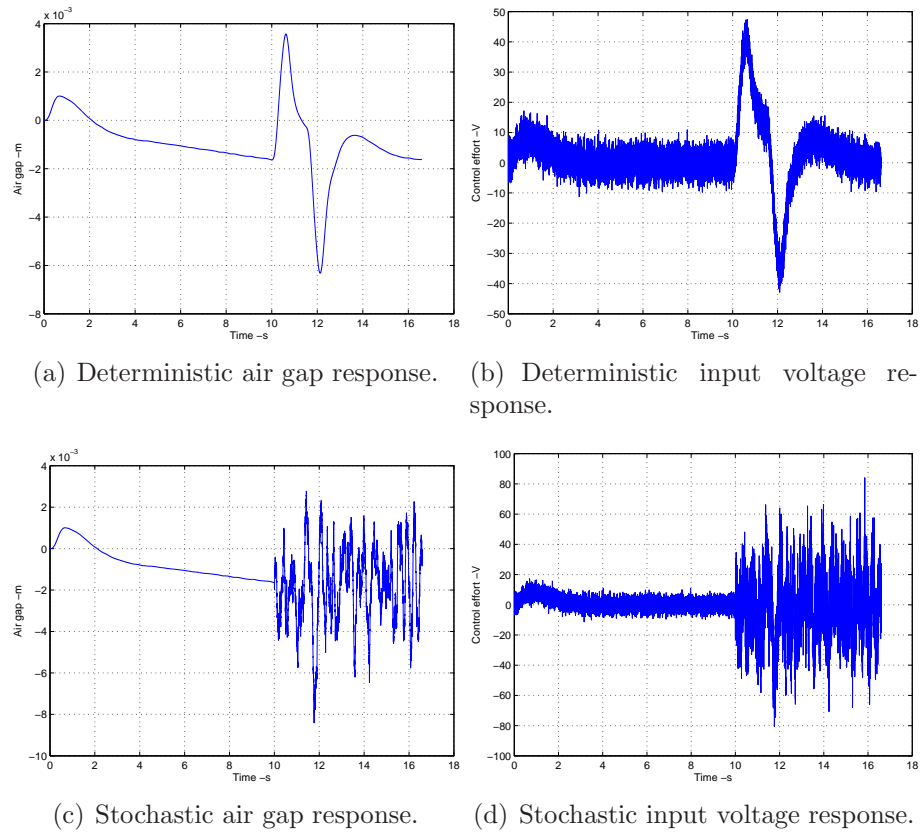 x 10⁻³
4
2
0
−2
−4
−6
−8
0 2 4 6 8 10 12 14 16 18
Air gap −m
Time −s
(a) Deterministic air gap response.
50
40
30
20
10
0
−10
−20
−30
−40
−50
0 2 4 6 8 10 12 14 16 18
Control effort −V
Time −s
(b) Deterministic input voltage re-
sponse.
x 10⁻³
4
2
0
−2
−4
−6
−8
−10
0 2 4 6 8 10 12 14 16 18
Air gap −m
Time −s
(c) Stochastic air gap response.
100
80
60
40
20
0
−20
−40
−60
−80
−100
0 2 4 6 8 10 12 14 16 18
Control effort −V
Time −s
(d) Stochastic input voltage response.